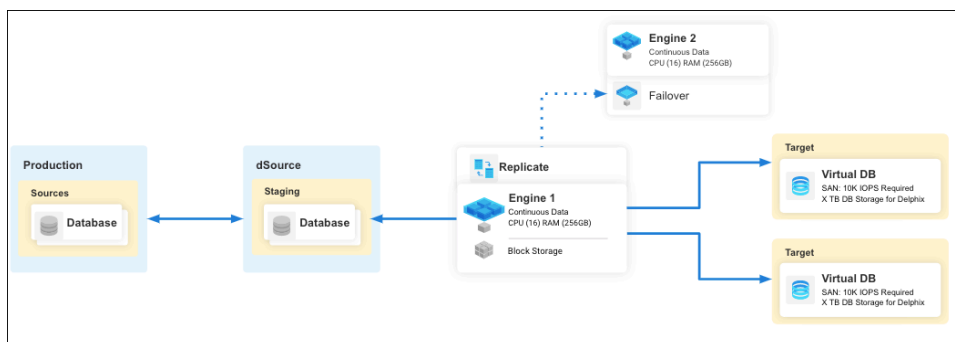 Production
Sources
Database
dSource
Staging
Database
Replicate
Engine 1
Continuous Data
CPU (16) RAM (256GB)
Block Storage
Engine 2
Continuous Data
CPU (16) RAM (256GB)
Failover
Target
Virtual DB
SAN: 10K IOPS Required
X TB DB Storage for Delphix
Target
Virtual DB
SAN: 10K IOPS Required
X TB DB Storage for Delphix